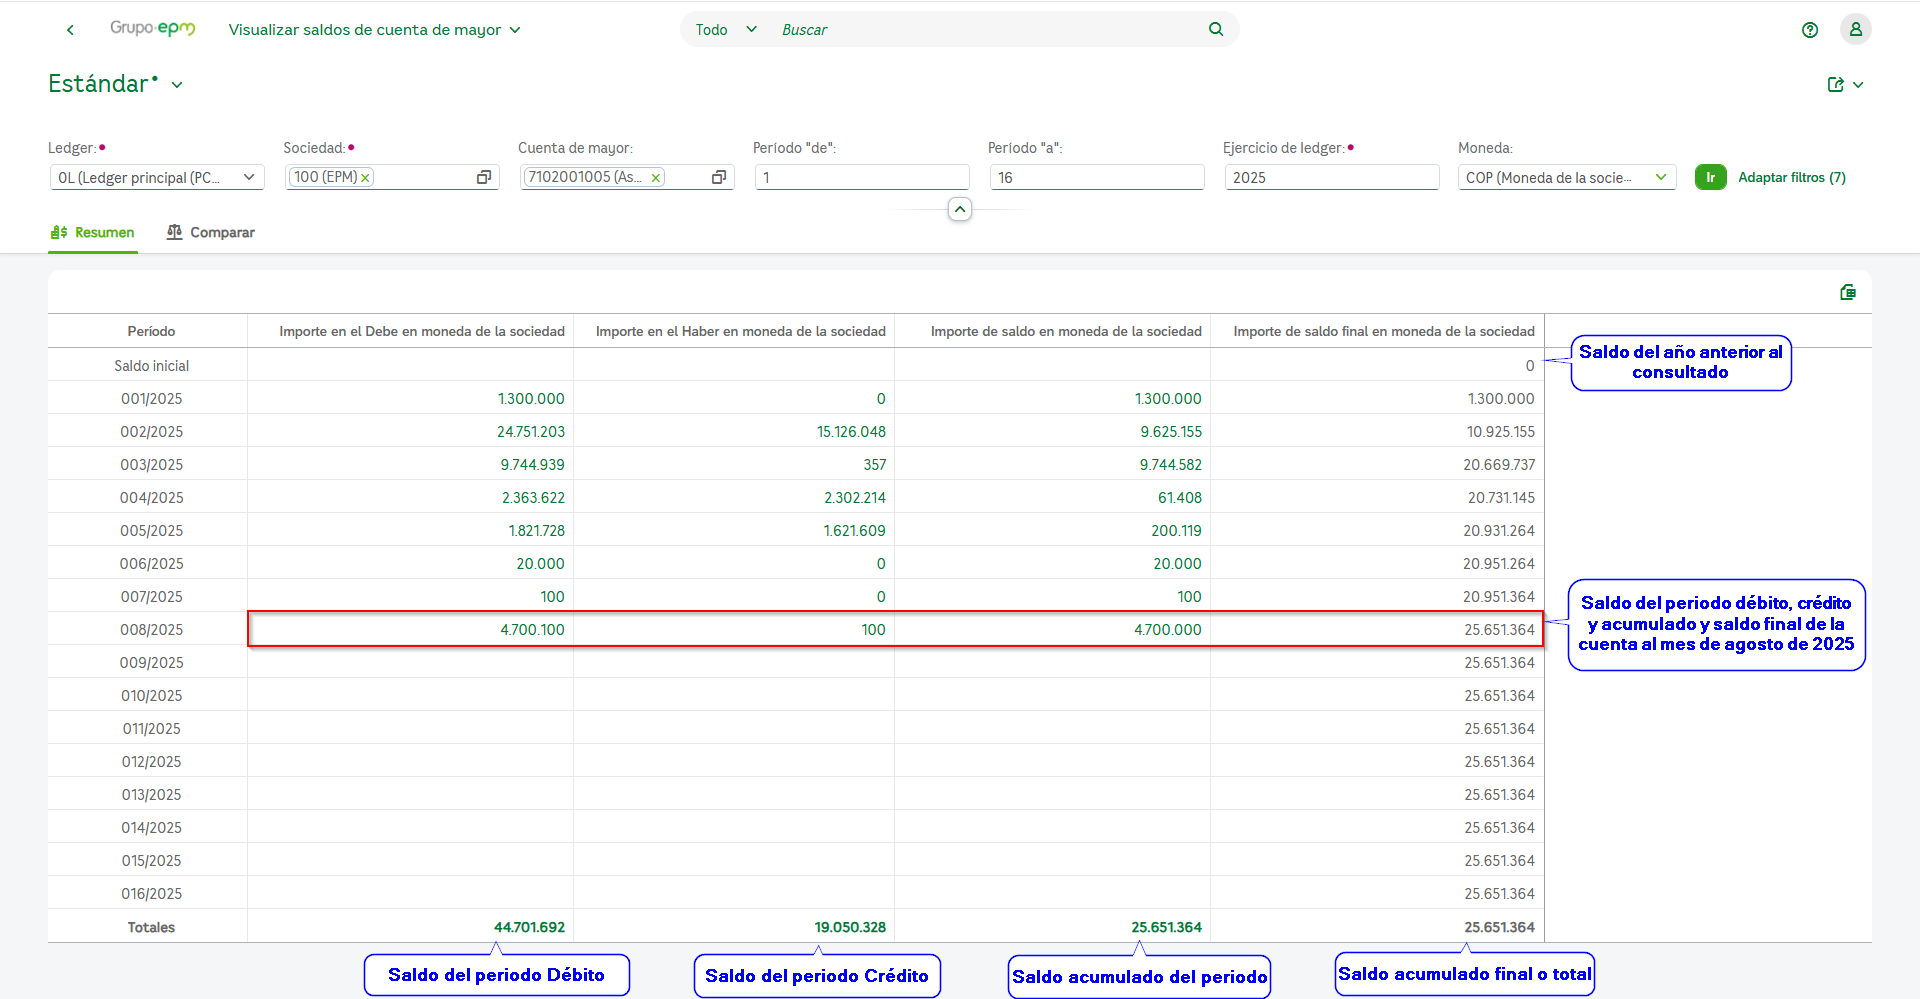 Grupo·epm
Visualizar saldos de cuenta de mayor
Todo
Buscar
Estándar*
Ledger:
Sociedad:
Cuenta de mayor:
Período "de":
Período "a":
Ejercicio de ledger:
Moneda:
0L (Ledger principal (PC...
100 (EPM)
7102001005 (As...
1
16
2025
COP (Moneda de la socie...
Ir
Adaptar filtros (7)
Resumen
Comparar
Período Importe en el Debe en moneda de la sociedad Importe en el Haber en moneda de la sociedad Importe de saldo en moneda de la sociedad Importe de saldo final en moneda de la sociedad
Saldo inicial 0
Saldo del año anterior al
consultado
001/2025 1.300.000 0 1.300.000 1.300.000
002/2025 24.751.203 15.126.048 9.625.155 10.925.155
003/2025 9.744.939 357 9.744.582 20.669.737
004/2025 2.363.622 2.302.214 61.408 20.731.145
005/2025 1.821.728 1.621.609 200.119 20.931.264
006/2025 20.000 0 20.000 20.951.264
007/2025 100 0 100 20.951.364
008/2025 4.700.100 100 4.700.000 25.651.364
Saldo del periodo débito, crédito
y acumulado y saldo final de la
cuenta al mes de agosto de 2025
009/2025 25.651.364
010/2025 25.651.364
011/2025 25.651.364
012/2025 25.651.364
013/2025 25.651.364
014/2025 25.651.364
015/2025 25.651.364
016/2025 25.651.364
Totales 44.701.692 19.050.328 25.651.364 25.651.364
Saldo del periodo Débito
Saldo del periodo Crédito
Saldo acumulado del periodo
Saldo acumulado final o total